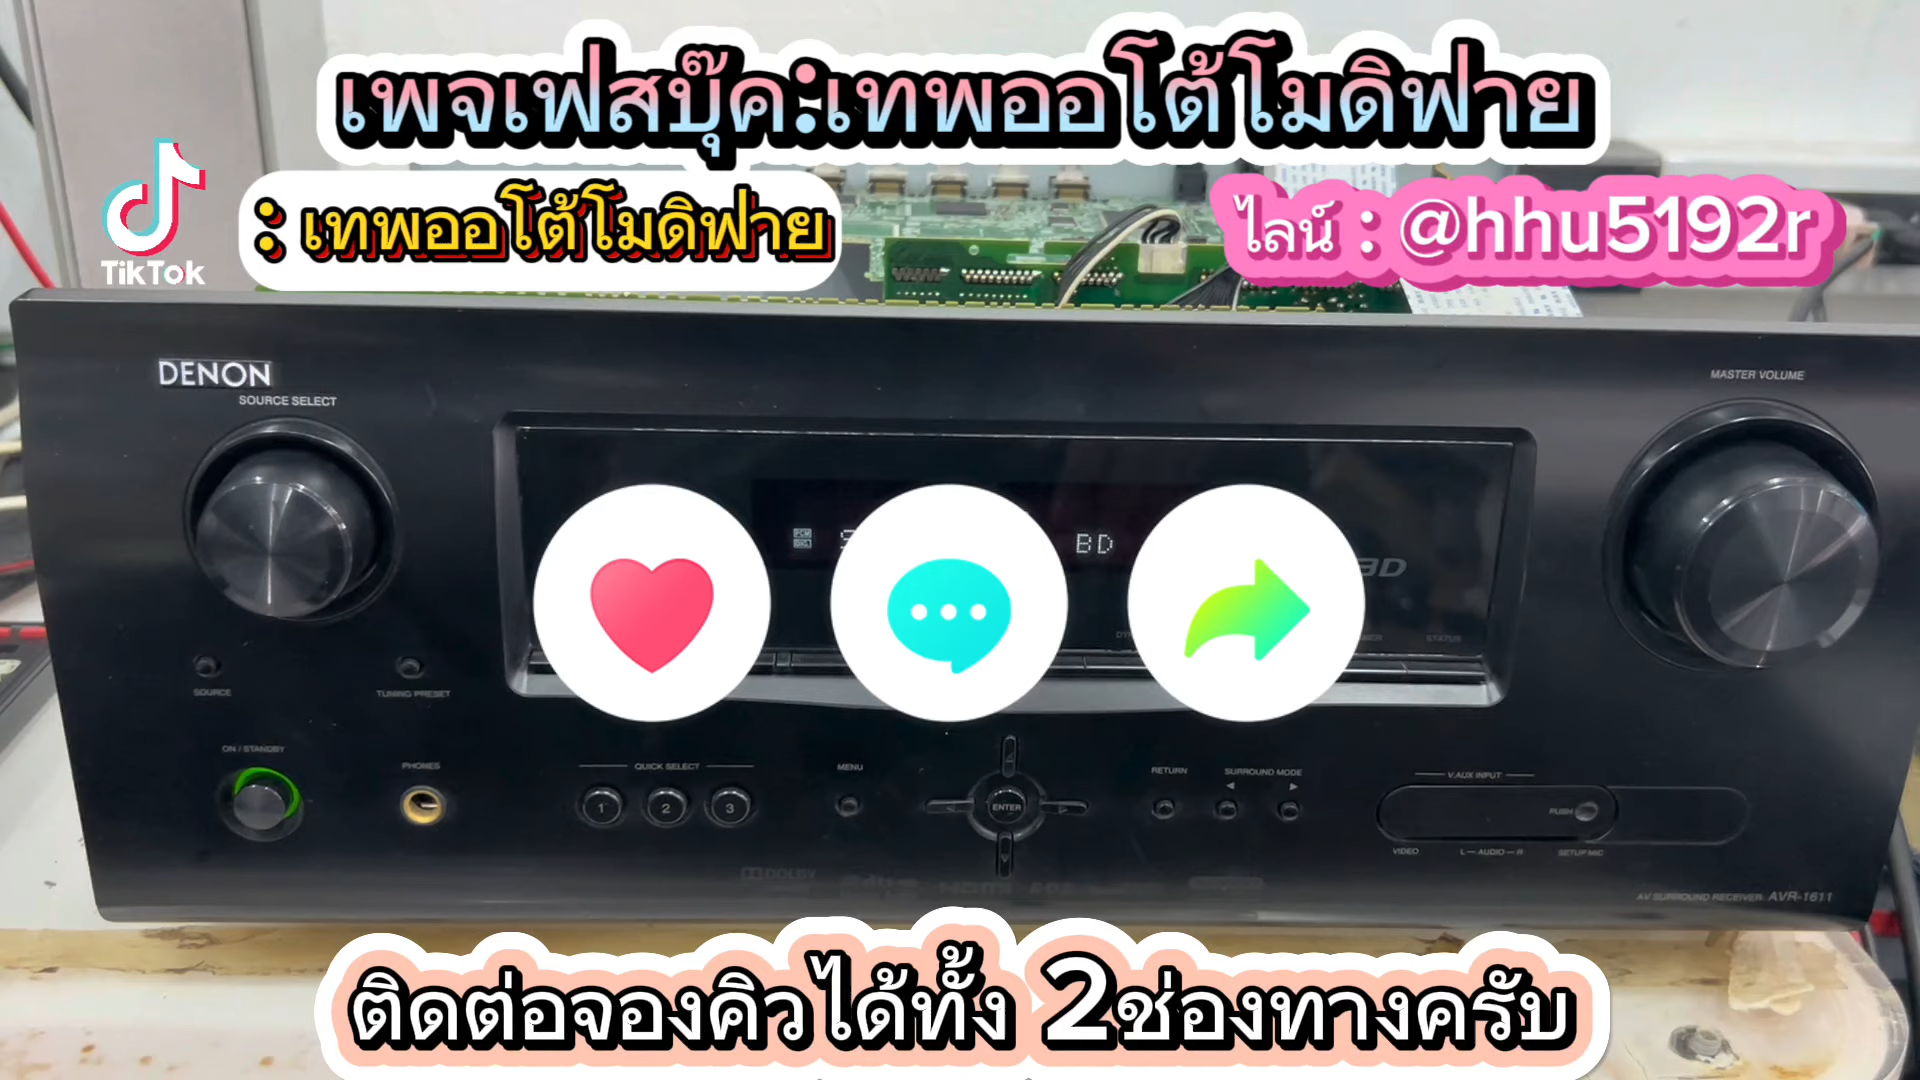 เพจเฟสบุ๊ค:เทพออโต้โมดิฟาย
TikTok
: เทพออโต้โมดิฟาย
ไลน์ : @hhu5192r
DENON
SOURCE SELECT
MASTER VOLUME
BD
3D
STATUS
SOURCE
TUNING PRESET
ON / STANDBY
PHONES
QUICK SELECT
1 2 3
MENU
ENTER
RETURN
SURROUND MODE
V.AUX INPUT
PUSH
VIDEO
L — AUDIO — R
SETUP MIC
DOLBY
HDMI
AV SURROUND RECEIVER AVR-1611
ติดต่อจองคิวได้ทั้ง 2ช่องทางครับ